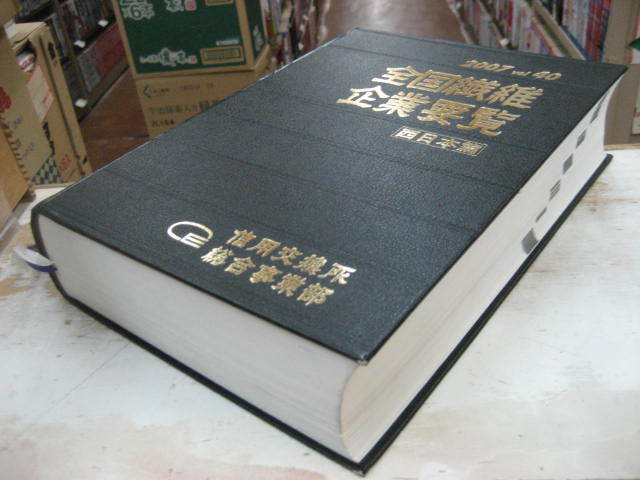 2007 vol 40
全国繊維
企業要覧
西日本篇
信用交換所
総合事業部